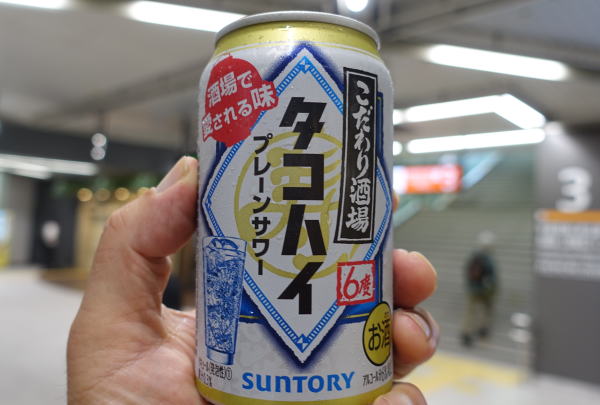 酒場で
愛される味
こだわり酒場
タコハイ
プレーンサワー
6度
お酒
SUNTORY
3